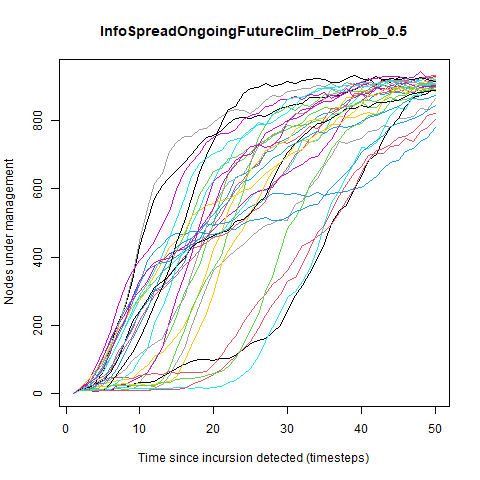 InfoSpreadOngoingFutureClim_DetProb_0.5
Nodes under management
800
600
400
200
0
0 10 20 30 40 50
Time since incursion detected (timesteps)